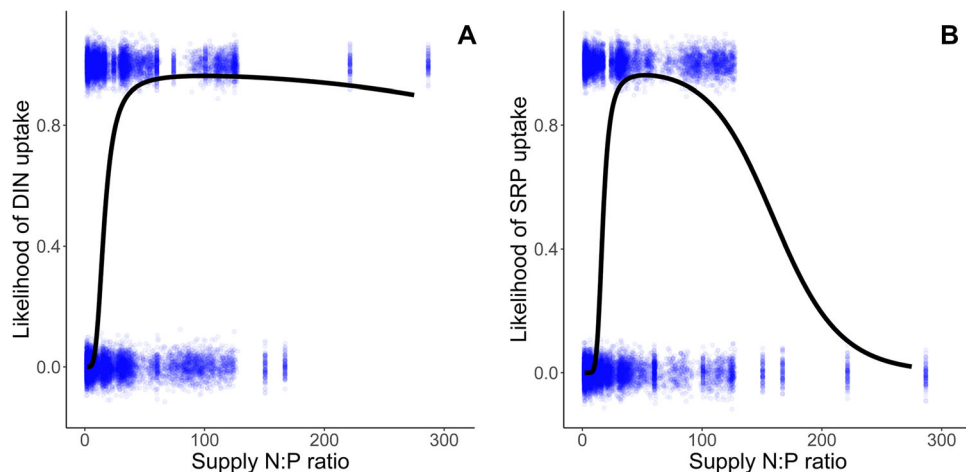 A
Likelihood of DIN uptake
0.8
0.4
0.0
0
100
200
300
Supply N:P ratio
B
Likelihood of SRP uptake
0.8
0.4
0.0
0
100
200
300
Supply N:P ratio